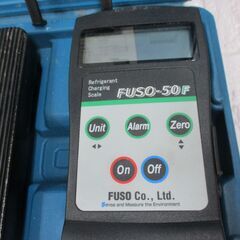 Refrigerant
Charging
Scale
FUSO-50F
Unit
Alarm
Zero
On
Off
FUSO Co., Ltd.
Sense and Measure the Environment